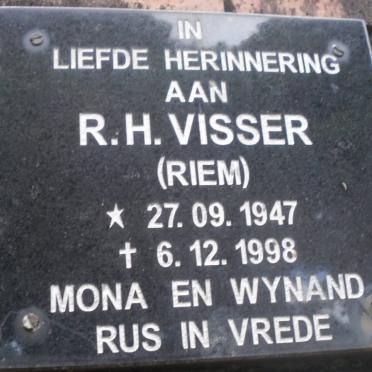 IN
LIEFDE HERINNERING
AAN
R.H. VISSER
(RIEM)
★ 27. 09. 1947
✝ 6. 12. 1998
MONA EN WYNAND
RUS IN VREDE